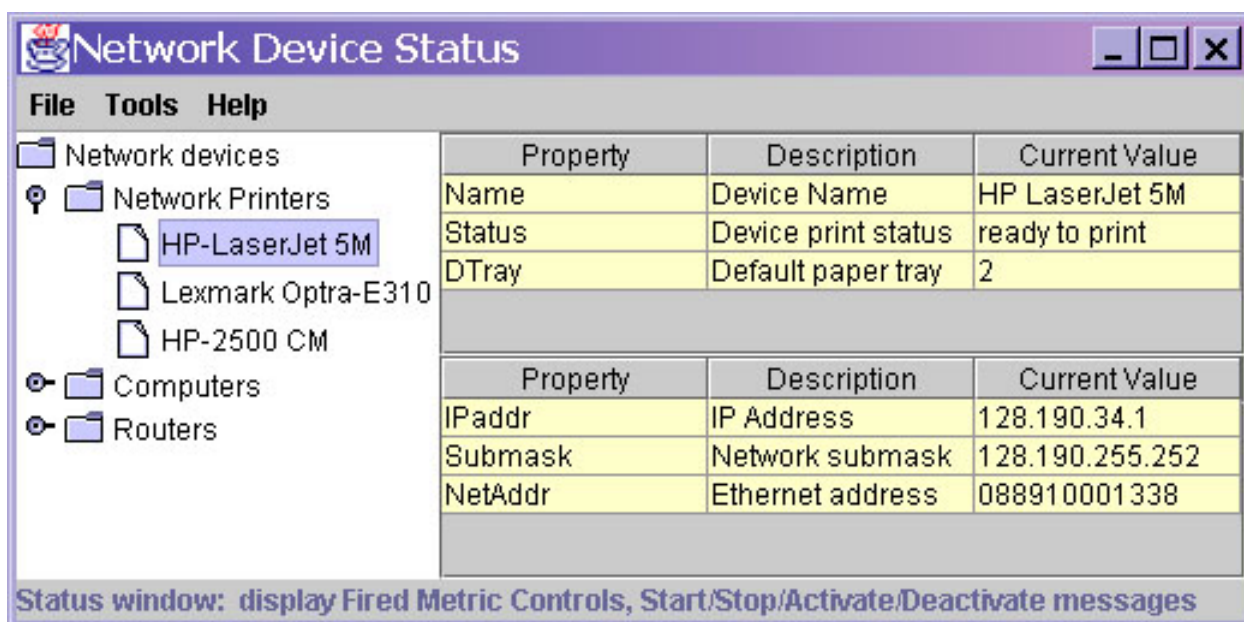 Network Device Status
File Tools Help
Network devices
Network Printers
HP-LaserJet 5M
Lexmark Optra-E310
HP-2500 CM
Computers
Routers
Property Description Current Value
Name Device Name HP LaserJet 5M
Status Device print status ready to print
DTray Default paper tray 2
Property Description Current Value
IPaddr IP Address 128.190.34.1
Submask Network submask 128.190.255.252
NetAddr Ethernet address 088910001338
Status window: display Fired Metric Controls, Start/Stop/Activate/Deactivate messages